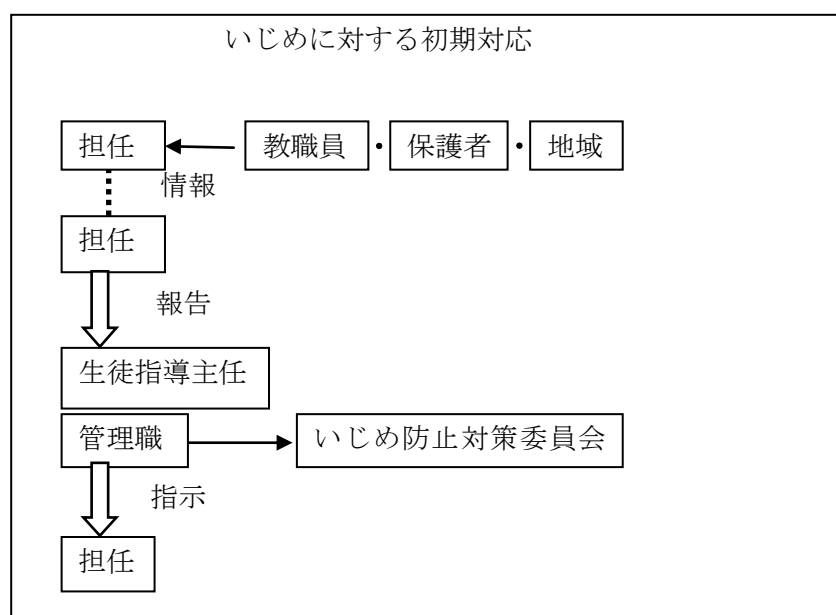 いじめに対する初期対応
担任 教職員・保護者・地域
情報
担任
報告
生徒指導主任
管理職 いじめ防止対策委員会
指示
担任